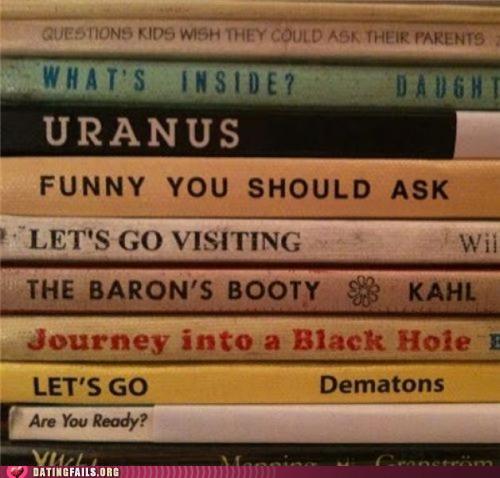 QUESTIONS KIDS WISH THEY COULD ASK THEIR PARENTS
WHAT'S INSIDE? DAUGHT
URANUS
FUNNY YOU SHOULD ASK
LET'S GO VISITING Wil
THE BARON'S BOOTY KAHL
Journey into a Black Hole
LET'S GO Dematons
Are You Ready?
DATINGFAILS.ORG